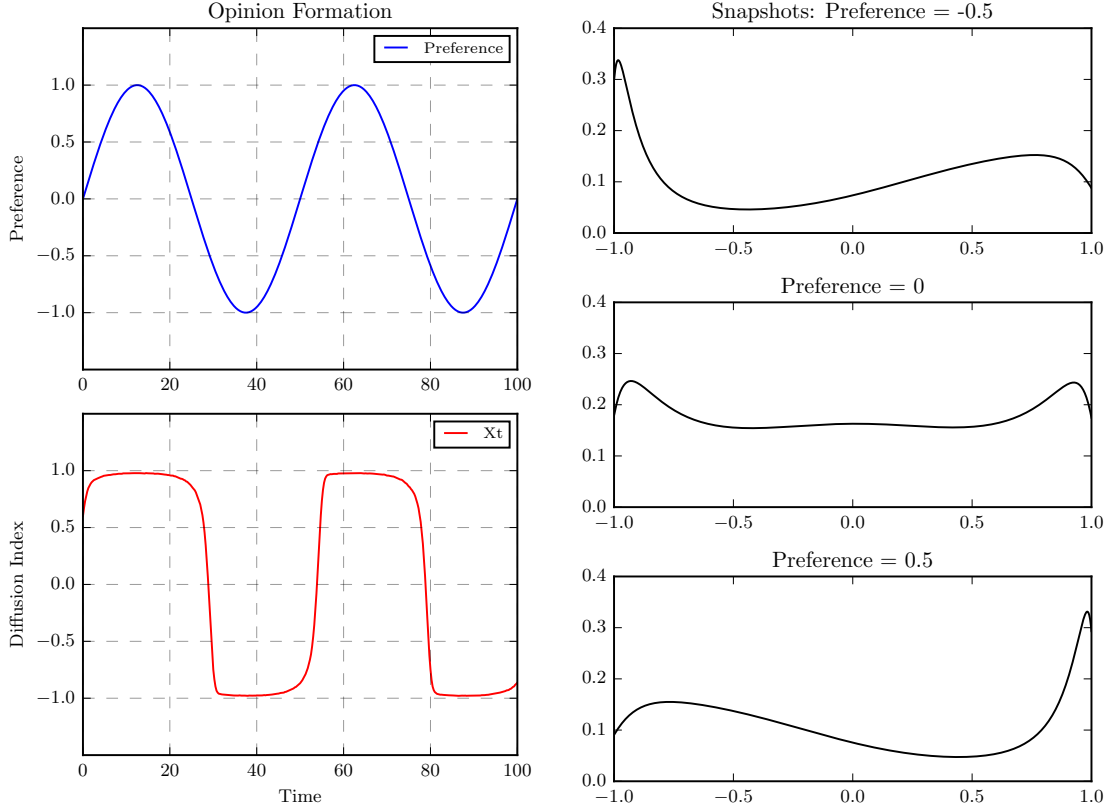 Opinion Formation
Preference
1.0
0.5
0.0
−0.5
−1.0
Preference
0 20 40 60 80 100
Xt
1.0
0.5
0.0
−0.5
−1.0
Diffusion Index
0 20 40 60 80 100
Time
Snapshots: Preference = -0.5
0.4
0.3
0.2
0.1
0.0
−1.0 −0.5 0.0 0.5 1.0
Preference = 0
0.4
0.3
0.2
0.1
0.0
−1.0 −0.5 0.0 0.5 1.0
Preference = 0.5
0.4
0.3
0.2
0.1
0.0
−1.0 −0.5 0.0 0.5 1.0